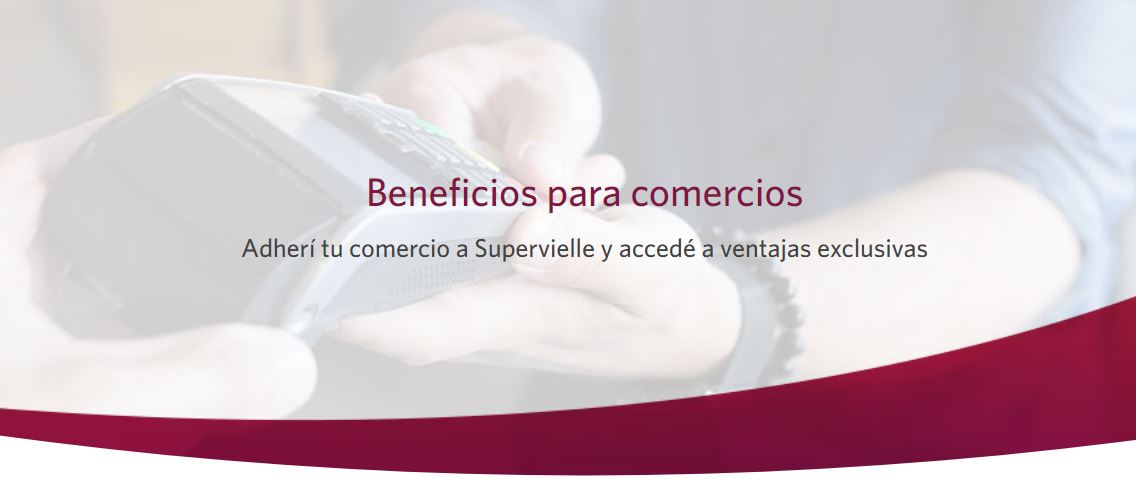 Beneficios para comercios
Adherí tu comercio a Supervielle y accedé a ventajas exclusivas